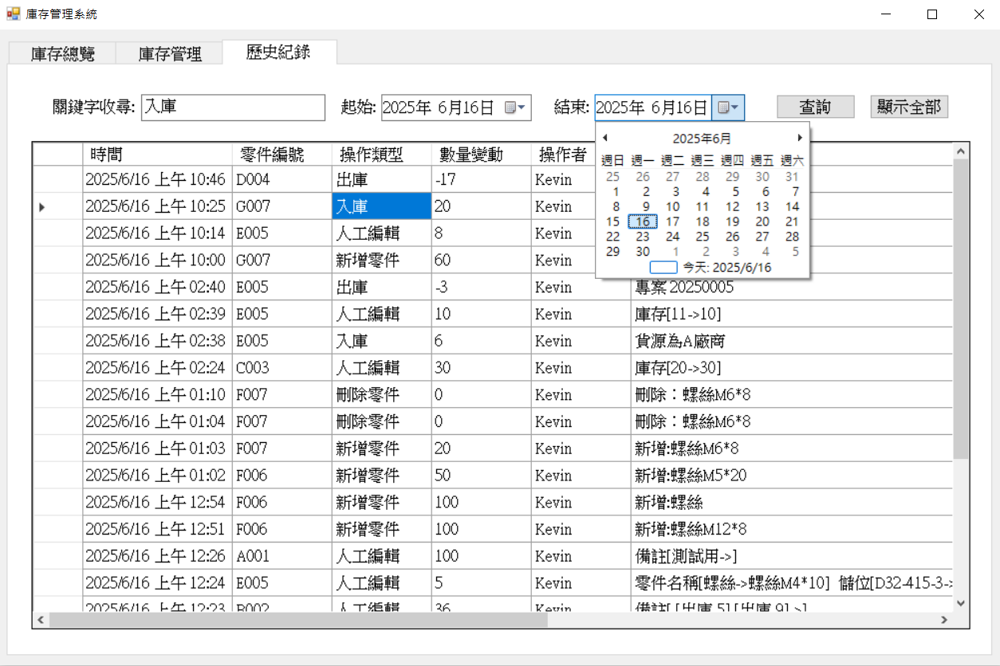 庫存管理系統
庫存總覽 庫存管理 歷史紀錄
關鍵字收尋: 入庫 起始: 2025年 6月16日 結束: 2025年 6月16日 查詢 顯示全部
2025年6月
週日 週一 週二 週三 週四 週五 週六
25 26 27 28 29 30 31
1 2 3 4 5 6 7
8 9 10 11 12 13 14
15 16 17 18 19 20 21
22 23 24 25 26 27 28
29 30 1 2 3 4 5
今天: 2025/6/16
時間 零件編號 操作類型 數量變動 操作者
2025/6/16 上午 10:46 D004 出庫 -17 Kevin
2025/6/16 上午 10:25 G007 入庫 20 Kevin
2025/6/16 上午 10:14 E005 人工編輯 8 Kevin
2025/6/16 上午 10:00 G007 新增零件 60 Kevin
2025/6/16 上午 02:40 E005 出庫 -3 Kevin 專案 20250005
2025/6/16 上午 02:39 E005 人工編輯 10 Kevin 庫存[11->10]
2025/6/16 上午 02:38 E005 入庫 6 Kevin 貨源為A廠商
2025/6/16 上午 02:24 C003 人工編輯 30 Kevin 庫存[20->30]
2025/6/16 上午 01:10 F007 刪除零件 0 Kevin 刪除：螺絲M6*8
2025/6/16 上午 01:04 F007 刪除零件 0 Kevin 刪除：螺絲M6*8
2025/6/16 上午 01:03 F007 新增零件 20 Kevin 新增:螺絲M6*8
2025/6/16 上午 01:02 F006 新增零件 50 Kevin 新增:螺絲M5*20
2025/6/16 上午 12:54 F006 新增零件 100 Kevin 新增:螺絲
2025/6/16 上午 12:51 F006 新增零件 100 Kevin 新增:螺絲M12*8
2025/6/16 上午 12:26 A001 人工編輯 100 Kevin 備註[測試用->]
2025/6/16 上午 12:24 E005 人工編輯 5 Kevin 零件名稱[螺絲->螺絲M4*10] 儲位[D32-415-3->
2025/6/16 上午 12:23 B002 人工編輯 36 Kevin 備註[ [出庫 5] [出庫 9]->]